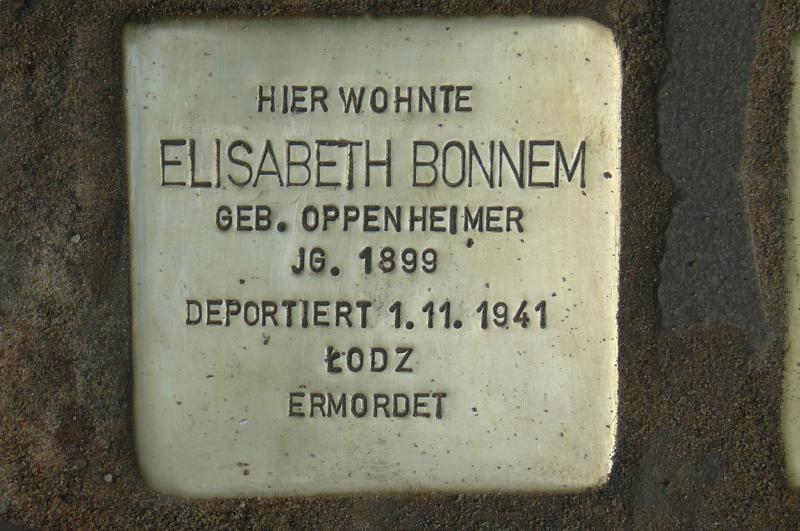 HIER WOHNTE
ELISABETH BONNEM
GEB. OPPENHEIMER
JG. 1899
DEPORTIERT 1.11.1941
ŁODZ
ERMORDET